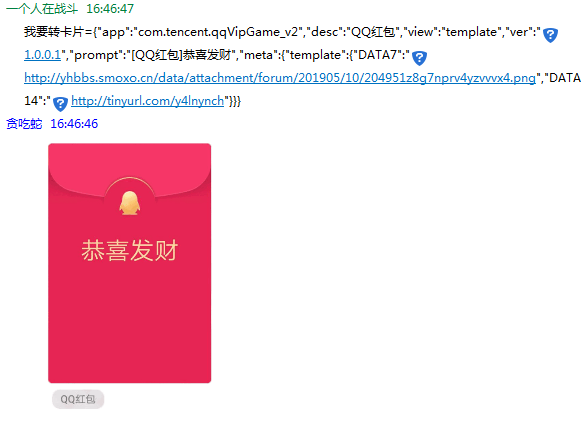 一个人在战斗 16:46:47
我要转卡片={"app":"com.tencent.qqVipGame_v2","desc":"QQ红包","view":"template","ver":"
1.0.0.1","prompt":"[QQ红包]恭喜发财","meta":{"template":{"DATA7":"
http://yhbbs.smoxo.cn/data/attachment/forum/201905/10/204951z8g7nprv4yzvvvx4.png","DATA
14":" http://tinyurl.com/y4lnynch"}}}
贪吃蛇 16:46:46
恭喜发财
QQ红包